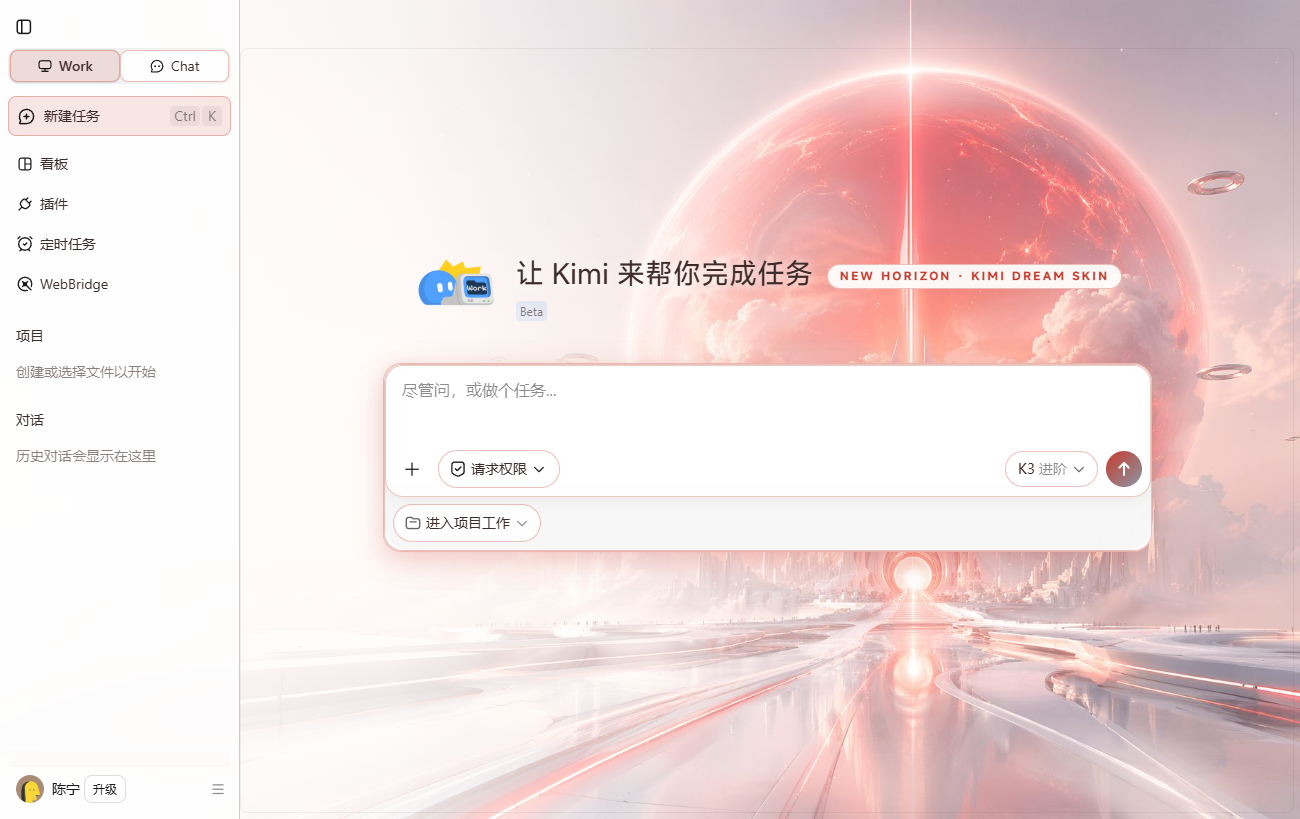 Work
Chat
新建任务
Ctrl K
看板
插件
定时任务
WebBridge
项目
创建或选择文件以开始
对话
历史对话会显示在这里
陈宁
升级
Work
让 Kimi 来帮你完成任务
NEW HORIZON · KIMI DREAM SKIN
Beta
尽管问，或做个任务...
请求权限
K3 进阶
进入项目工作